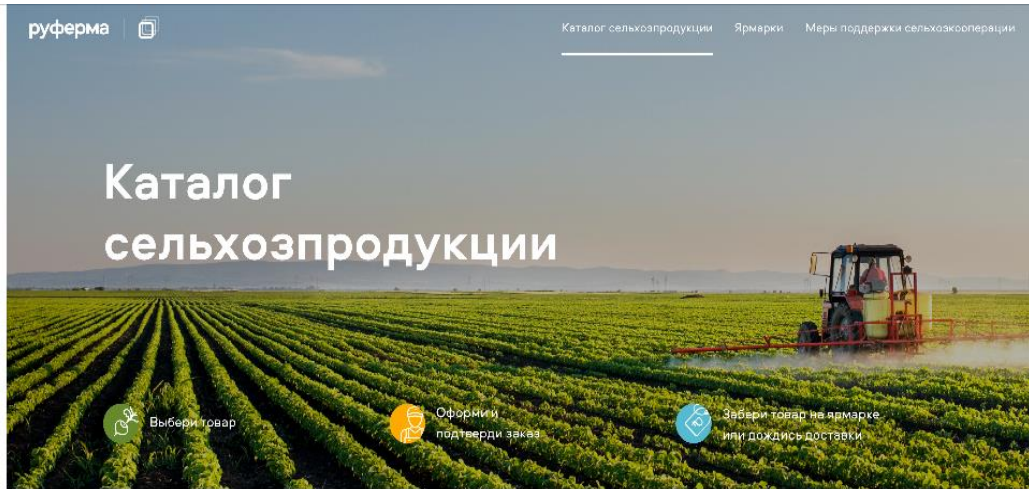 руферма
Каталог сельхозпродукции
Ярмарки
Меры поддержки сельхозкооперации
Каталог
сельхозпродукции
Выбери товар
Оформи и
подтверди заказ
Забери товар на ярмарке
или дождись доставки